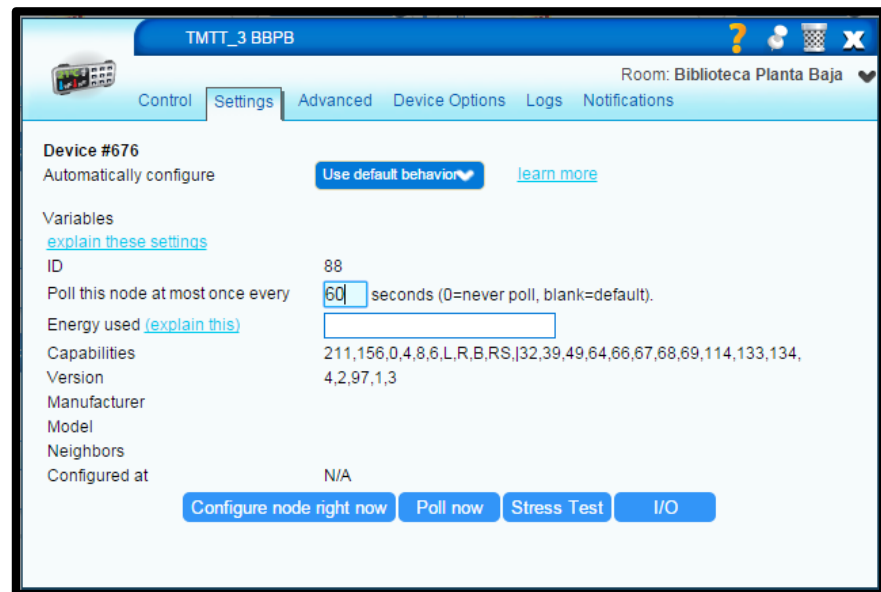 TMTT_3 BBPB
Room: Biblioteca Planta Baja
Control Settings Advanced Device Options Logs Notifications
Device #676
Automatically configure Use default behavior learn more
Variables
explain these settings
ID 88
Poll this node at most once every 60 seconds (0=never poll, blank=default).
Energy used (explain this)
Capabilities 211,156,0,4,8,6,L,R,B,RS,|32,39,49,64,66,67,68,69,114,133,134,
Version 4,2,97,1,3
Manufacturer
Model
Neighbors
Configured at N/A
Configure node right now Poll now Stress Test I/O